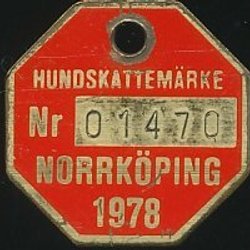 HUNDSKATTEMÄRKE
Nr 01470
NORRKÖPING
1978